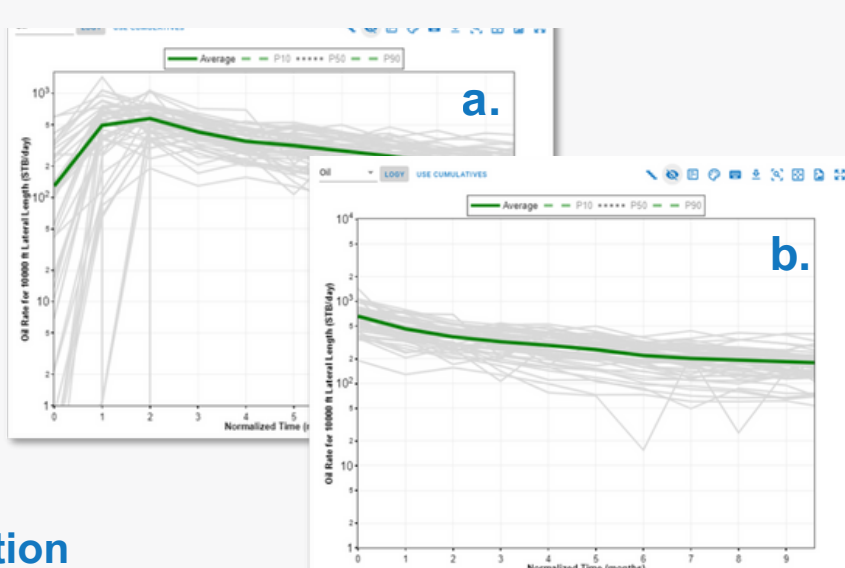 LOGY USE CUMULATIVES
Average P10 P50 P90
a.
10³
5
2
10²
5
2
10
5
2
1
Oil Rate for 10000 ft Lateral Length (STB/day)
0 1 2 3 4 5
Normalized Time (
Oil LOGY USE CUMULATIVES
Average P10 P50 P90
b.
10⁴
5
2
10³
5
2
10²
5
2
10
5
2
1
Oil Rate for 10000 ft Lateral Length (STB/day)
0 1 2 3 4 5 6 7 8 9
Normalized Time (months)
tion